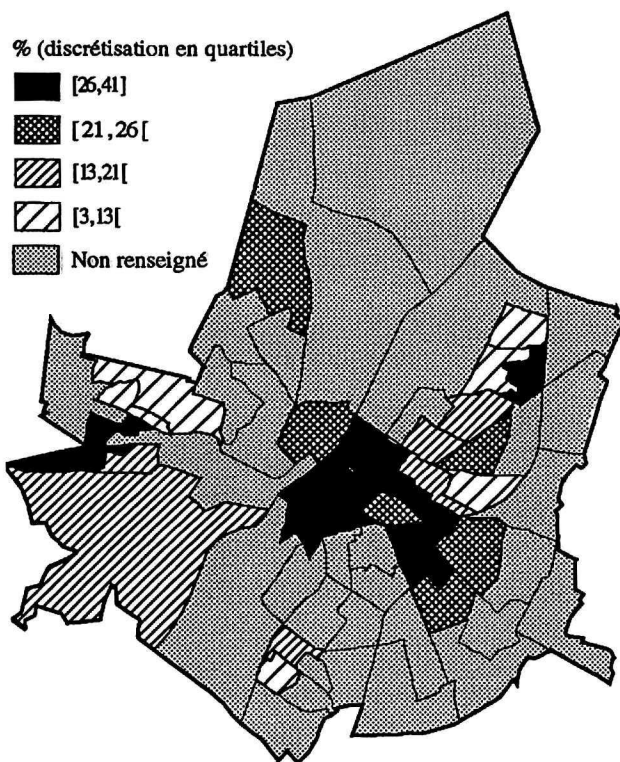 % (discrétisation en quartiles)
[26,41]
[21,26[
[13,21[
[3,13[
Non renseigné